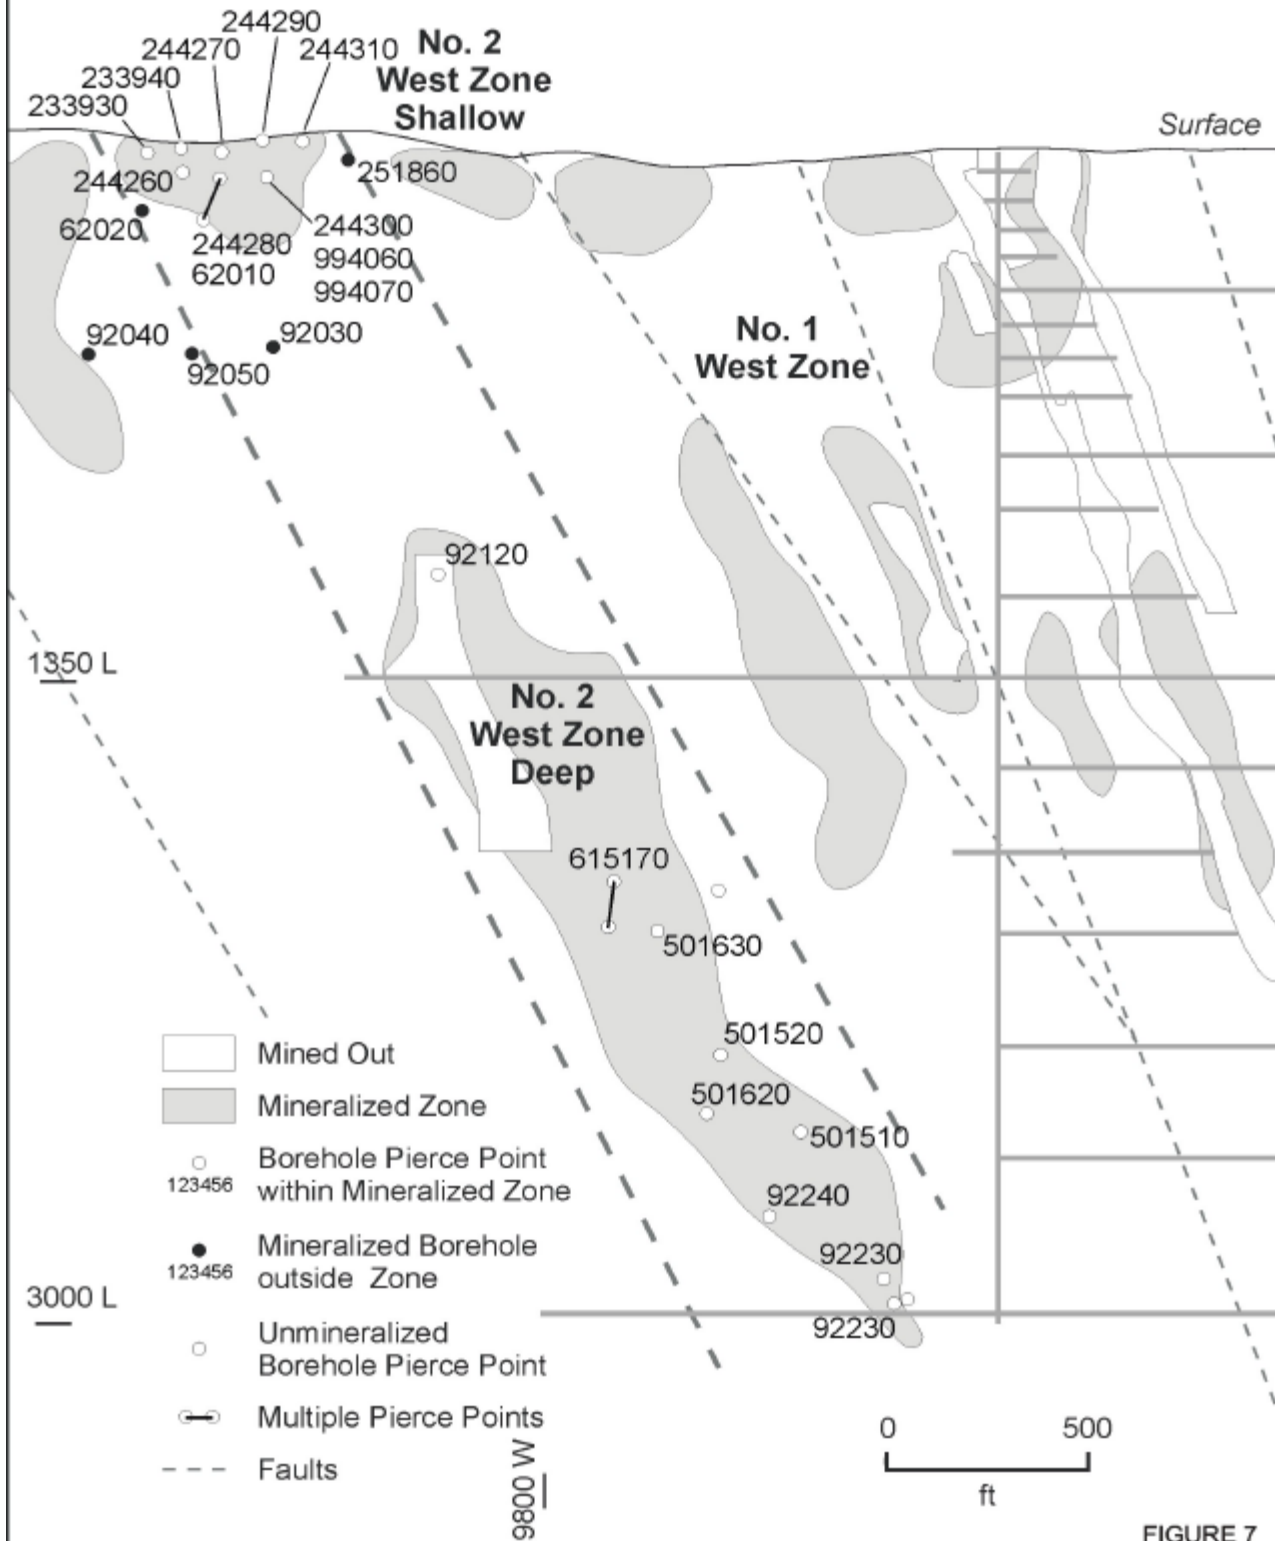 244290
244270
244310
233940
233930
No. 2
West Zone
Shallow
Surface
244260
251860
62020
244280
62010
244300
994060
994070
92040
92050
92030
No. 1
West Zone
92120
1350 L
No. 2
West Zone
Deep
615170
501630
501520
501620
501510
92240
92230
92230
3000 L
Mined Out
Mineralized Zone
123456
Borehole Pierce Point
within Mineralized Zone
123456
Mineralized Borehole
outside Zone
Unmineralized
Borehole Pierce Point
Multiple Pierce Points
Faults
9800 W
0 500
ft
FIGURE 7